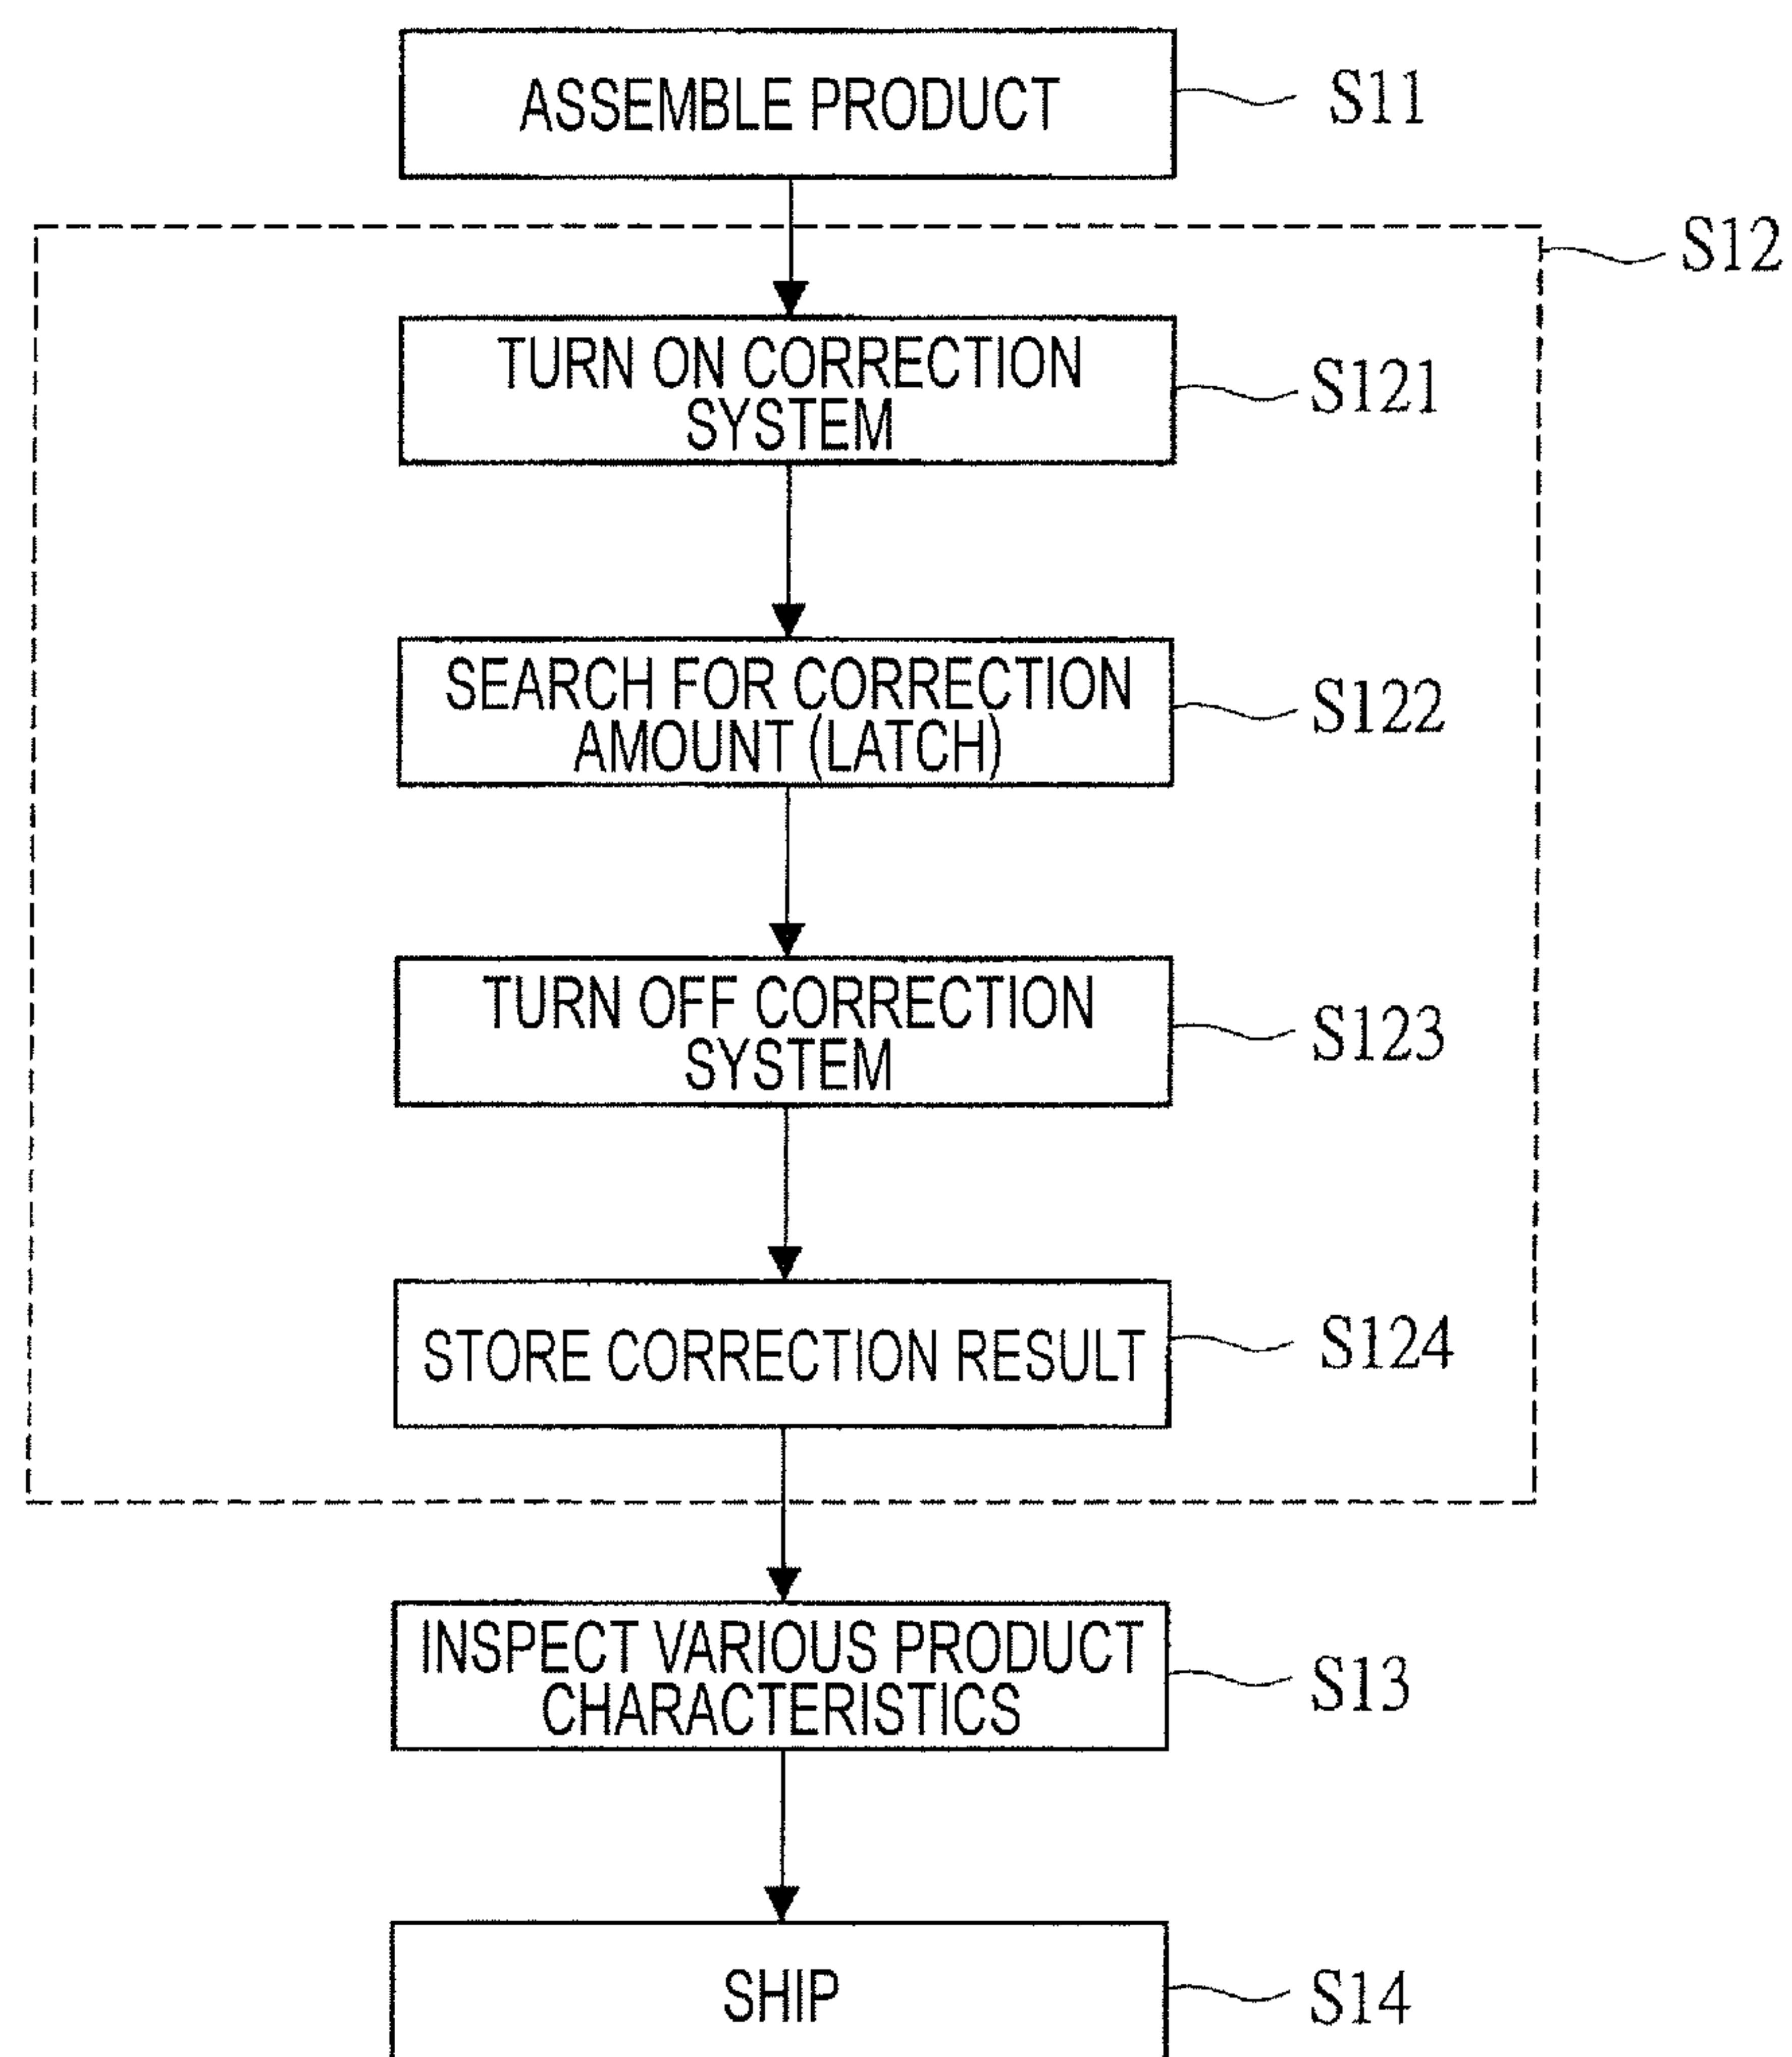 ASSEMBLE PRODUCT
S11
S12
TURN ON CORRECTION
SYSTEM
S121
SEARCH FOR CORRECTION
AMOUNT (LATCH)
S122
TURN OFF CORRECTION
SYSTEM
S123
STORE CORRECTION RESULT
S124
INSPECT VARIOUS PRODUCT
CHARACTERISTICS
S13
SHIP
S14